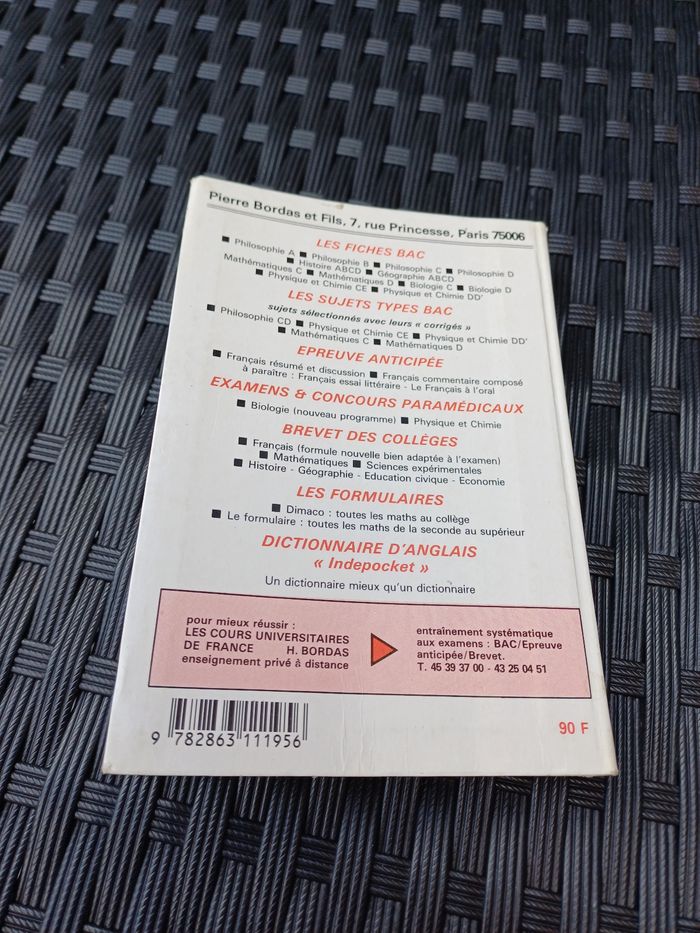 Pierre Bordas et Fils, 7, rue Princesse, Paris 75006
LES FICHES BAC
■ Philosophie A ■ Philosophie B ■ Philosophie C ■ Philosophie D
■ Histoire ABCD ■ Géographie ABCD
Mathématiques C ■ Mathématiques D ■ Biologie C ■ Biologie D
■ Physique et Chimie CE ■ Physique et Chimie DD'
LES SUJETS TYPES BAC
sujets sélectionnés avec leurs « corrigés »
■ Philosophie CD ■ Physique et Chimie CE ■ Physique et Chimie DD'
■ Mathématiques C ■ Mathématiques D
EPREUVE ANTICIPÉE
■ Français résumé et discussion ■ Français commentaire composé
à paraître : Français essai littéraire - Le Français à l'oral
EXAMENS & CONCOURS PARAMÉDICAUX
■ Biologie (nouveau programme) ■ Physique et Chimie
BREVET DES COLLÈGES
■ Français (formule nouvelle bien adaptée à l'examen)
■ Mathématiques ■ Sciences expérimentales
■ Histoire - Géographie - Education civique - Economie
LES FORMULAIRES
■ Dimaco : toutes les maths au collège
■ Le formulaire : toutes les maths de la seconde au supérieur
DICTIONNAIRE D'ANGLAIS
« Indepocket »
Un dictionnaire mieux qu'un dictionnaire
pour mieux réussir :
LES COURS UNIVERSITAIRES
DE FRANCE H. BORDAS
enseignement privé à distance
entraînement systématique
aux examens : BAC/Epreuve
anticipée/Brevet.
T. 45 39 37 00 - 43 25 04 51
9 782863 111956
90 F